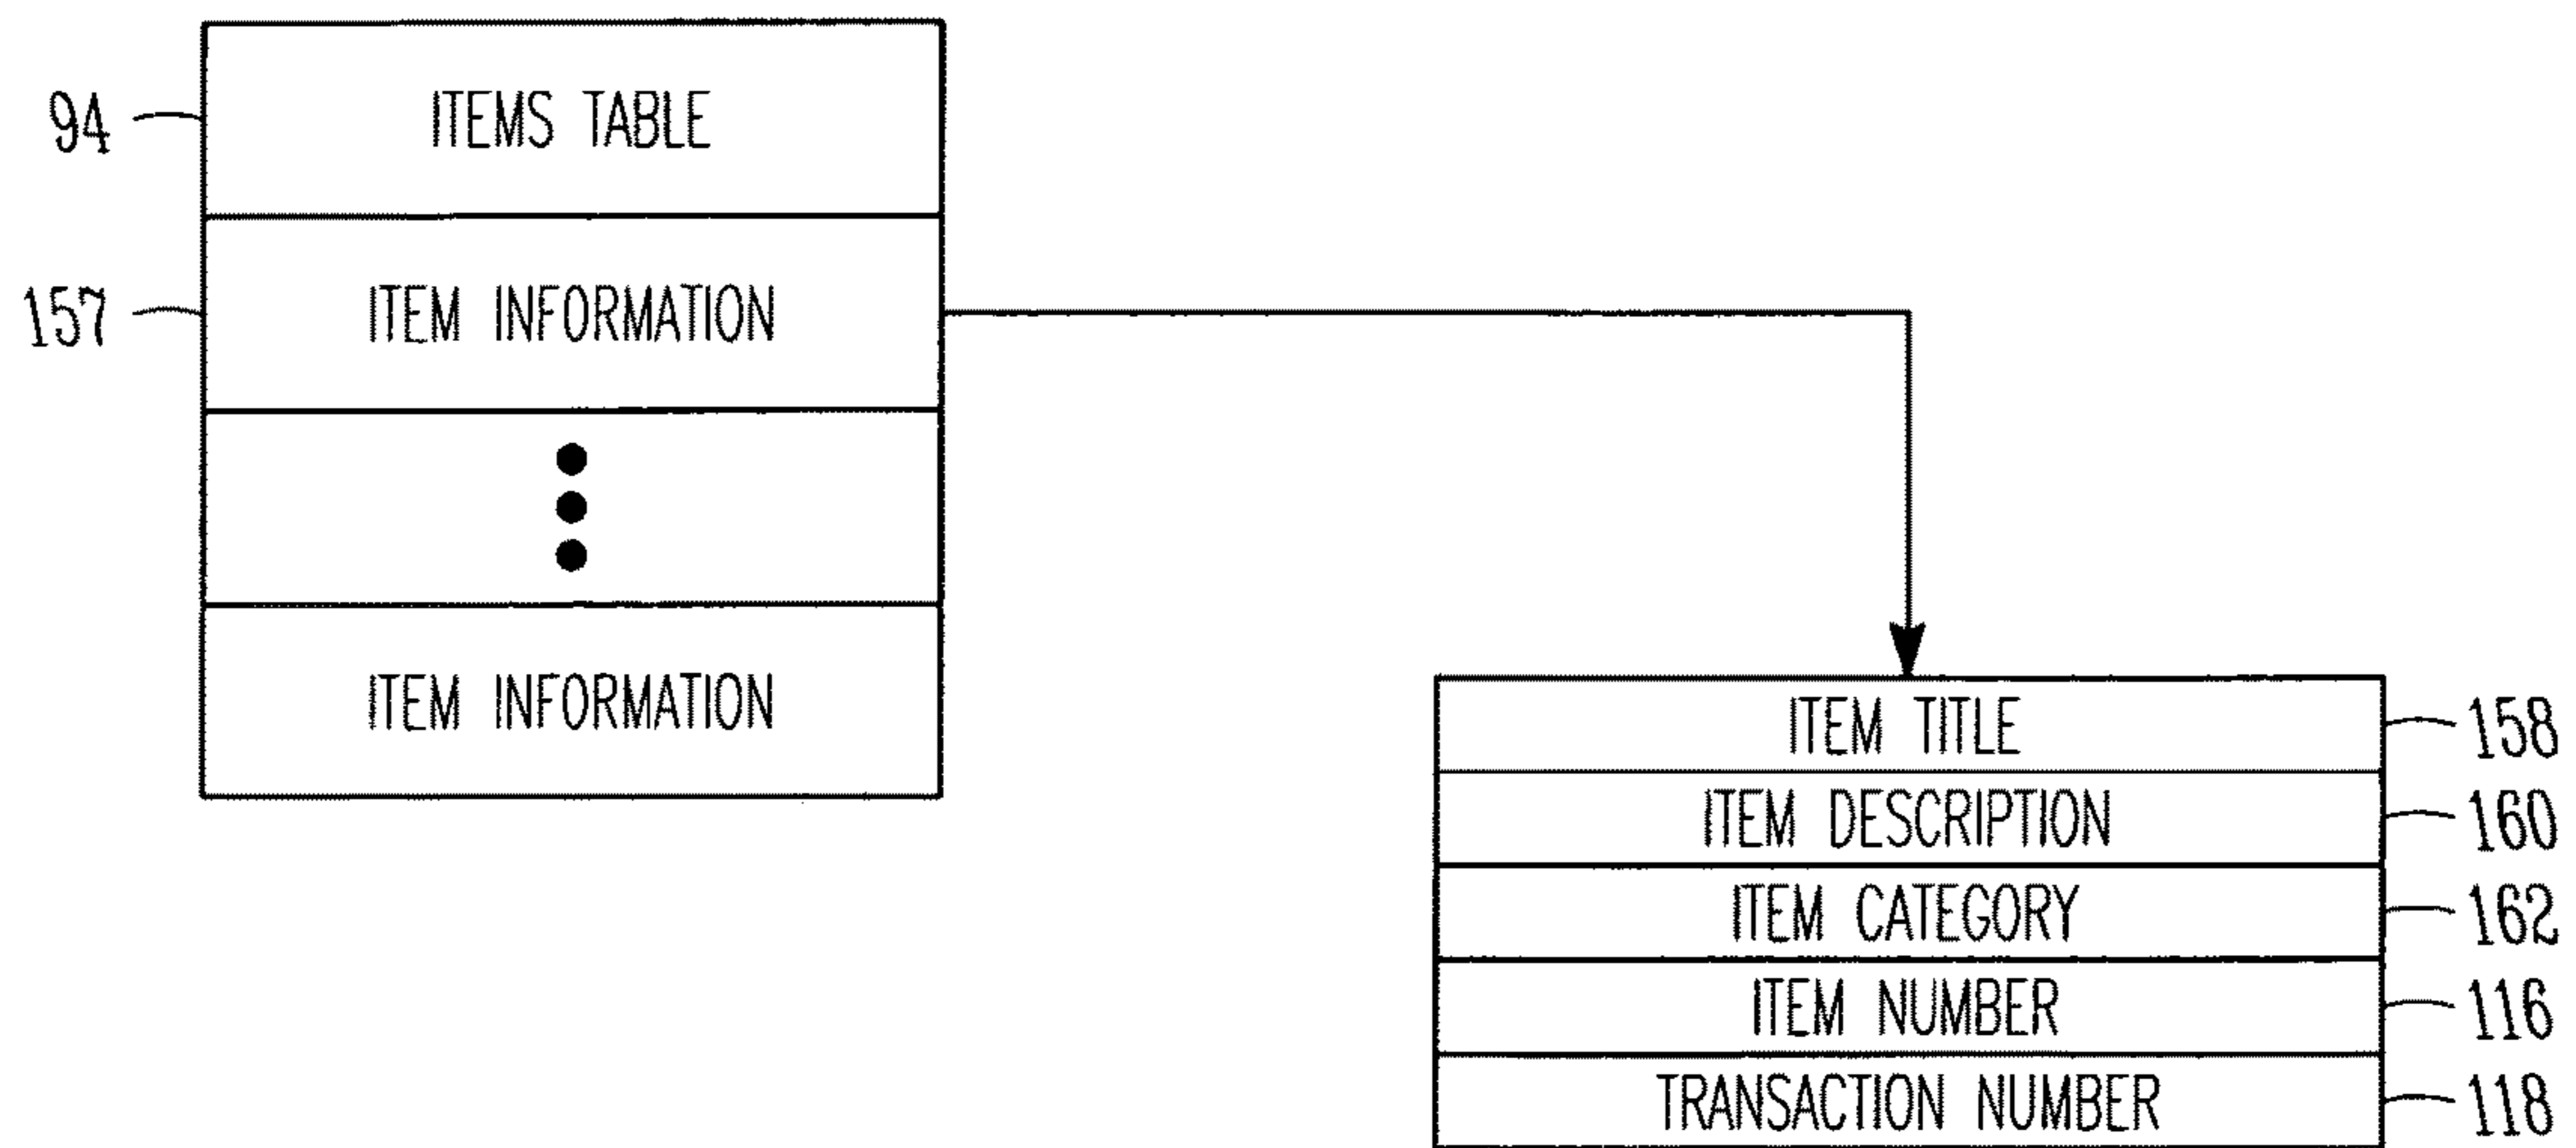 94 ITEMS TABLE
157 ITEM INFORMATION
ITEM INFORMATION
ITEM TITLE 158
ITEM DESCRIPTION 160
ITEM CATEGORY 162
ITEM NUMBER 116
TRANSACTION NUMBER 118